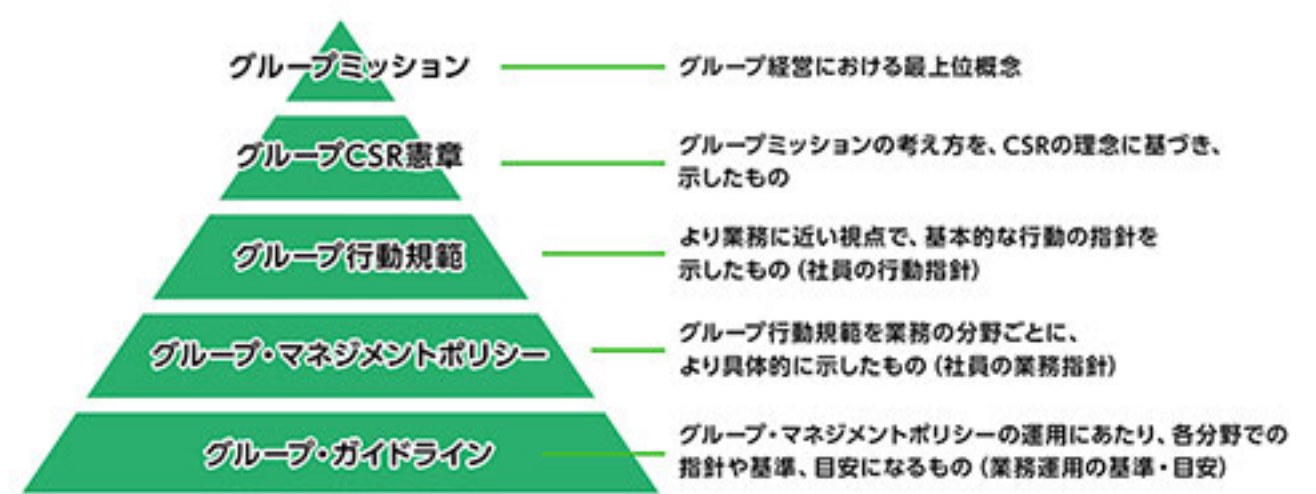 グループミッション
グループ経営における最上位概念
グループCSR憲章
グループミッションの考え方を、CSRの理念に基づき、
示したもの
グループ行動規範
より業務に近い視点で、基本的な行動の指針を
示したもの（社員の行動指針）
グループ・マネジメントポリシー
グループ行動規範を業務の分野ごとに、
より具体的に示したもの（社員の業務指針）
グループ・ガイドライン
グループ・マネジメントポリシーの運用にあたり、各分野での
指針や基準、目安になるもの（業務運用の基準・目安）